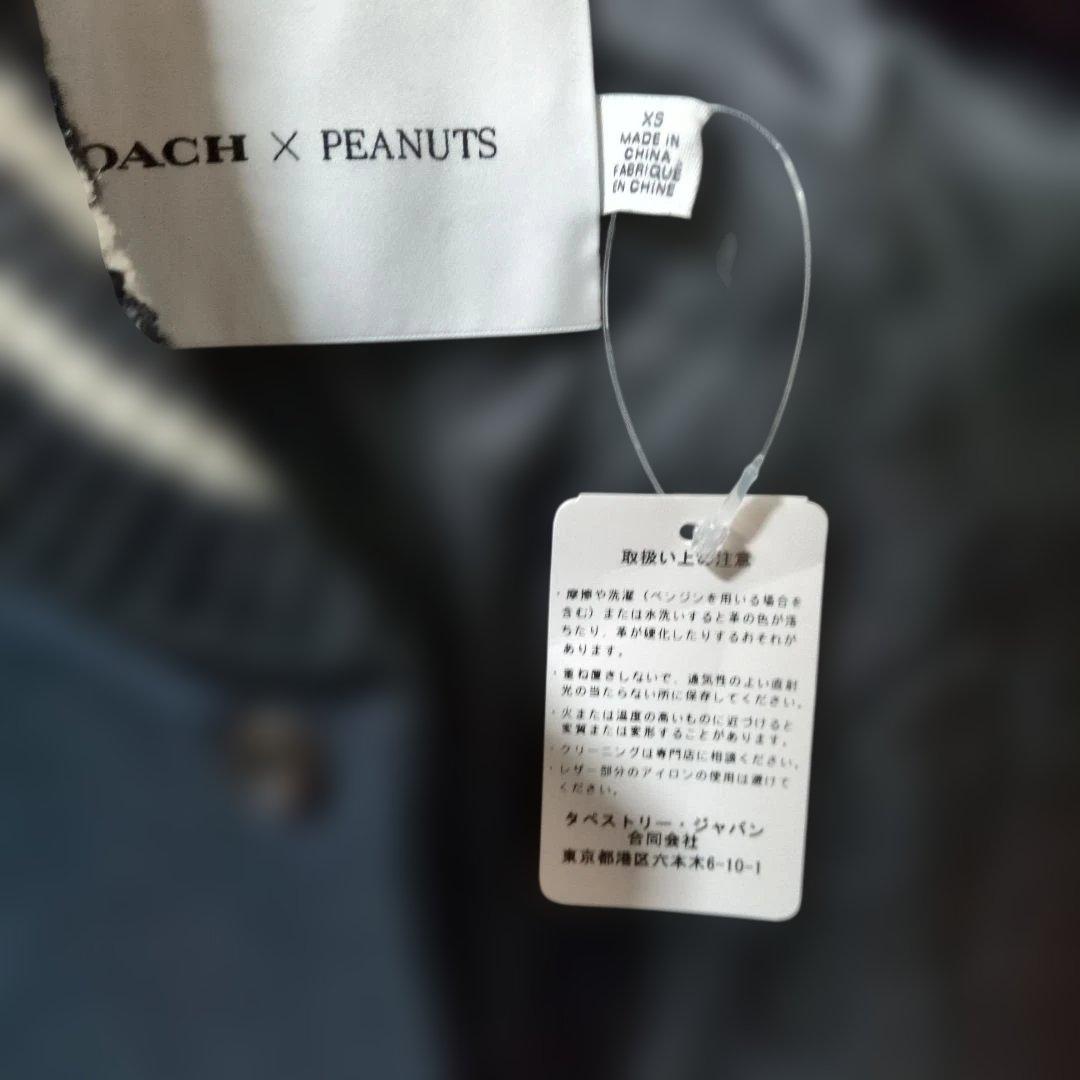 OACH × PEANUTS
XS
MADE IN
CHINA
FABRIQUÉ
EN CHINE
取扱い上の注意
・摩擦や洗濯（ベンジンを用いる場合を
含む）または水洗いすると革の色が落
ちたり、革が硬化したりするおそれが
あります。
・重ね置きしないで、通気性のよい直射
光の当たらない所に保存してください。
・火または温度の高いものに近づけると
変質または変形することがあります。
・クリーニングは専門店に相談ください。
・レザー部分のアイロンの使用は避けて
ください。
タペストリー・ジャパン
合同会社
東京都港区六本木6-10-1